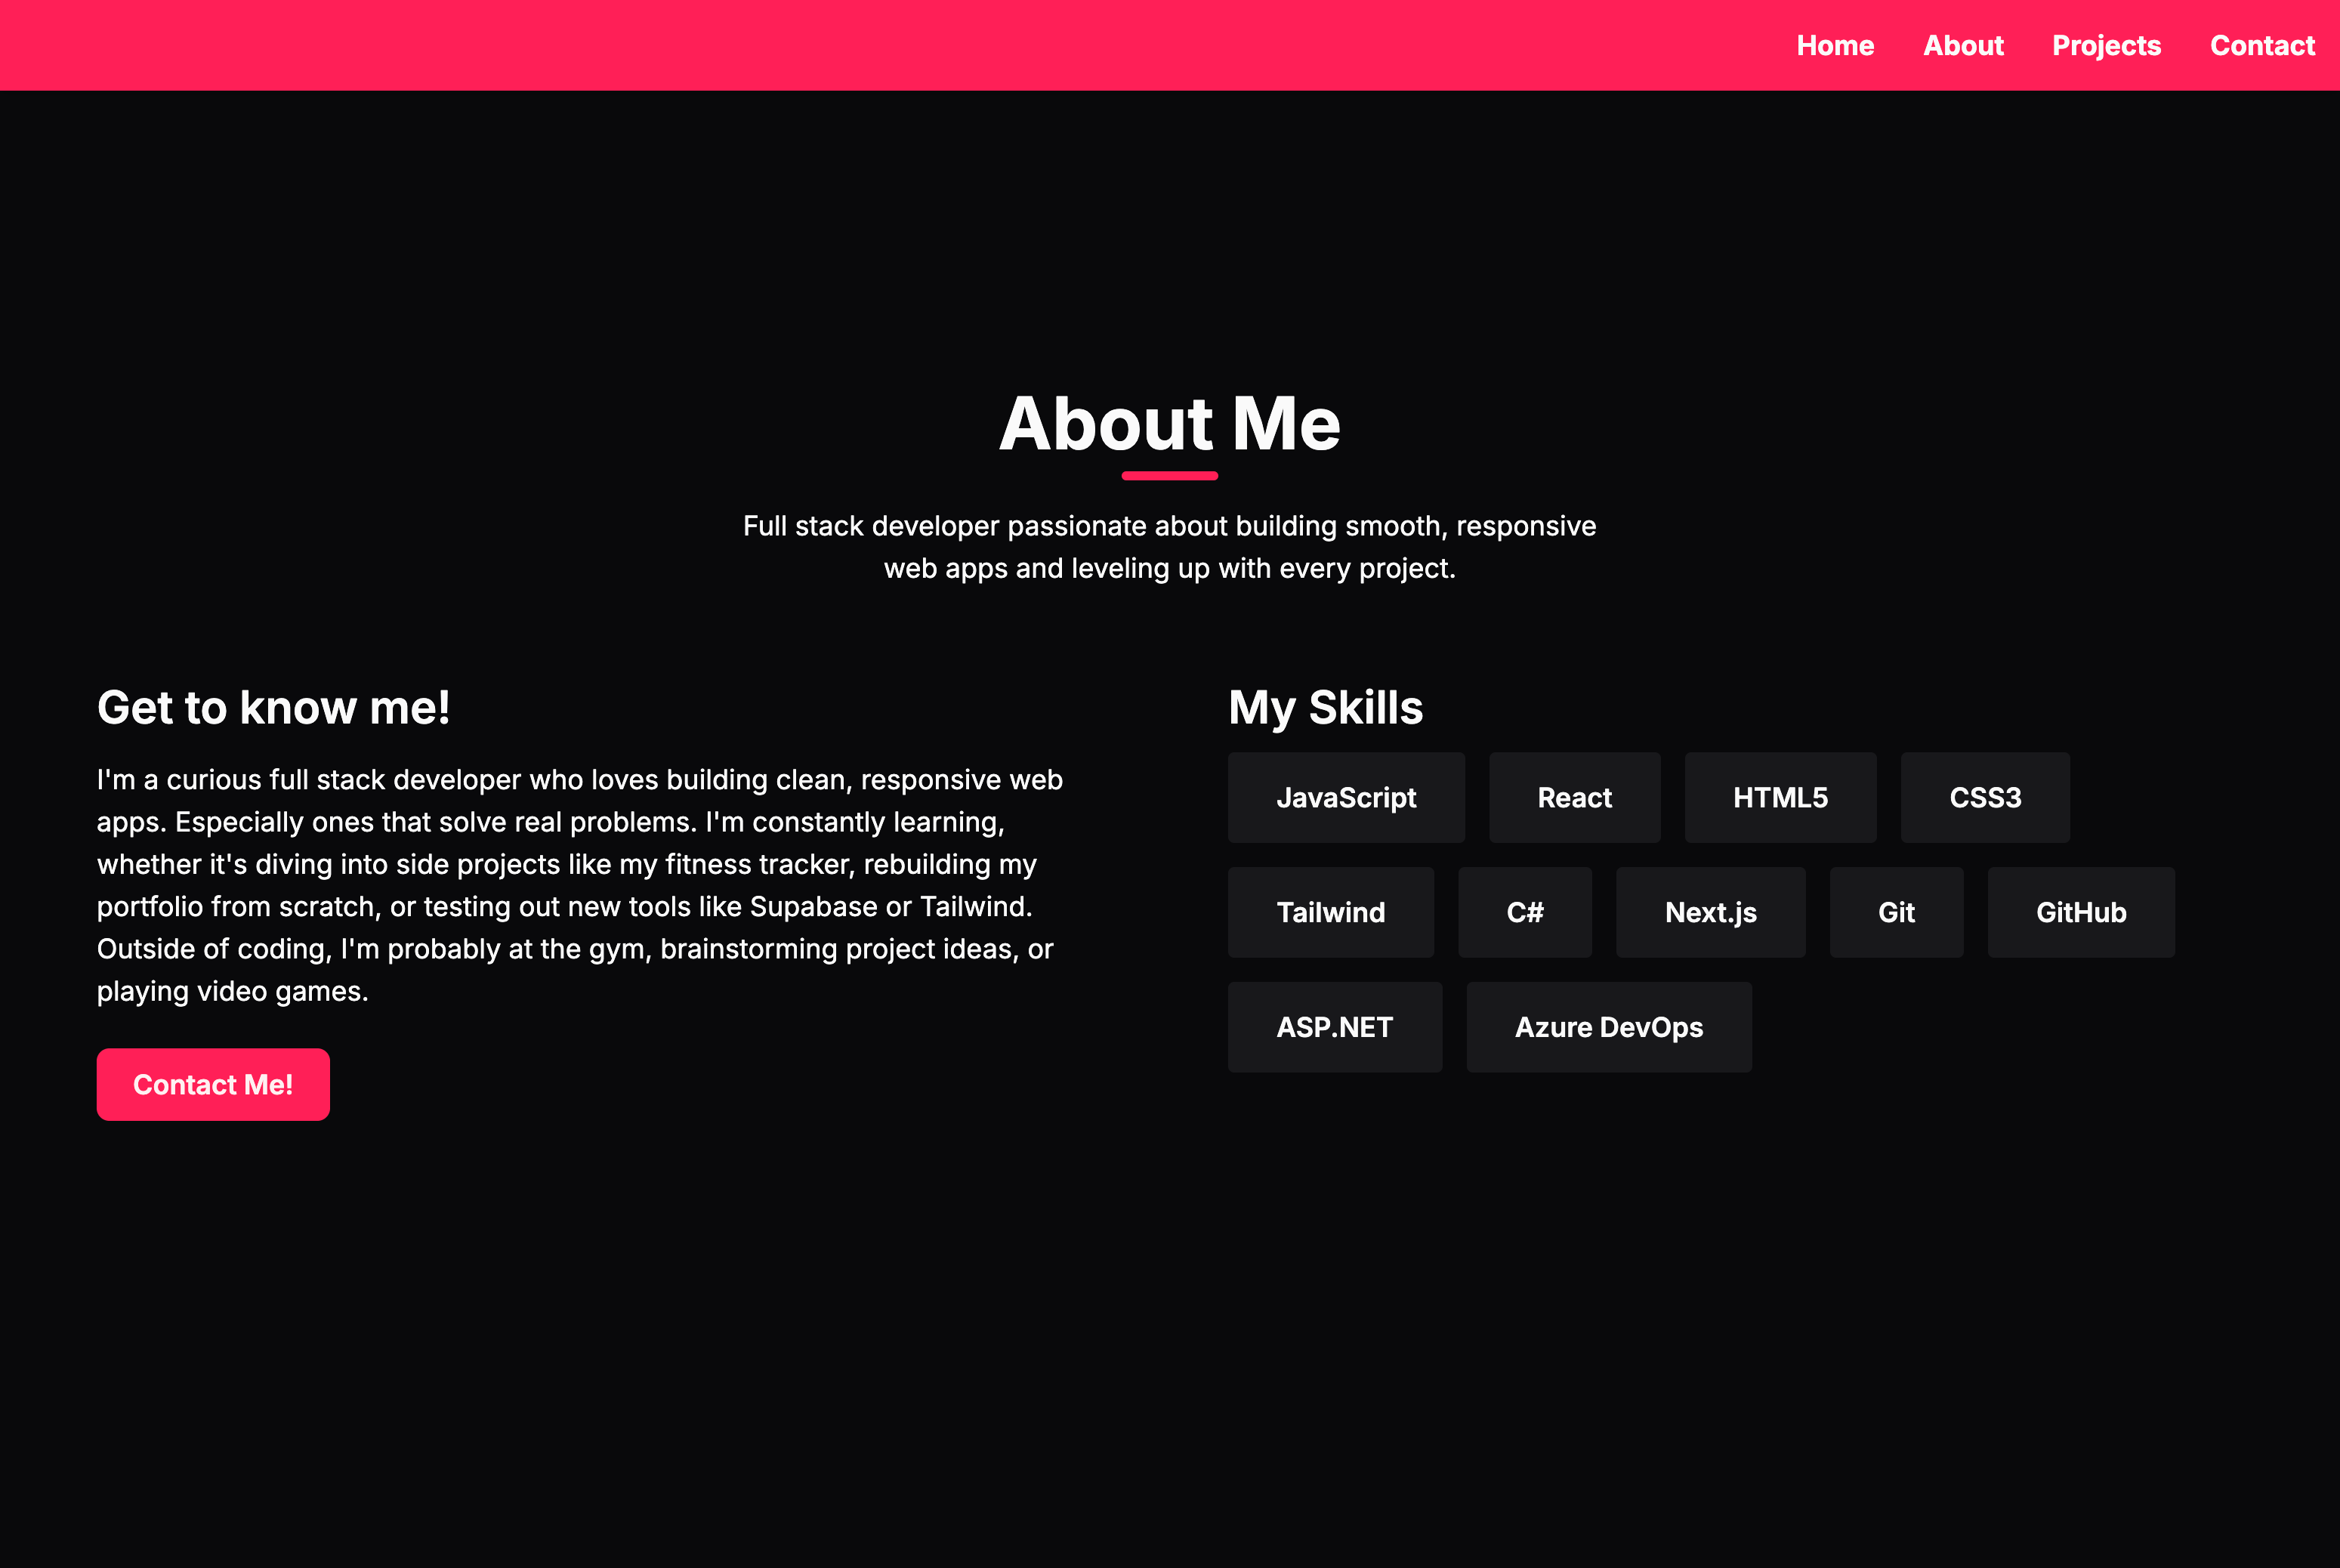 Home About Projects Contact
About Me
Full stack developer passionate about building smooth, responsive
web apps and leveling up with every project.
Get to know me!
I'm a curious full stack developer who loves building clean, responsive web
apps. Especially ones that solve real problems. I'm constantly learning,
whether it's diving into side projects like my fitness tracker, rebuilding my
portfolio from scratch, or testing out new tools like Supabase or Tailwind.
Outside of coding, I'm probably at the gym, brainstorming project ideas, or
playing video games.
Contact Me!
My Skills
JavaScript React HTML5 CSS3
Tailwind C# Next.js Git GitHub
ASP.NET Azure DevOps